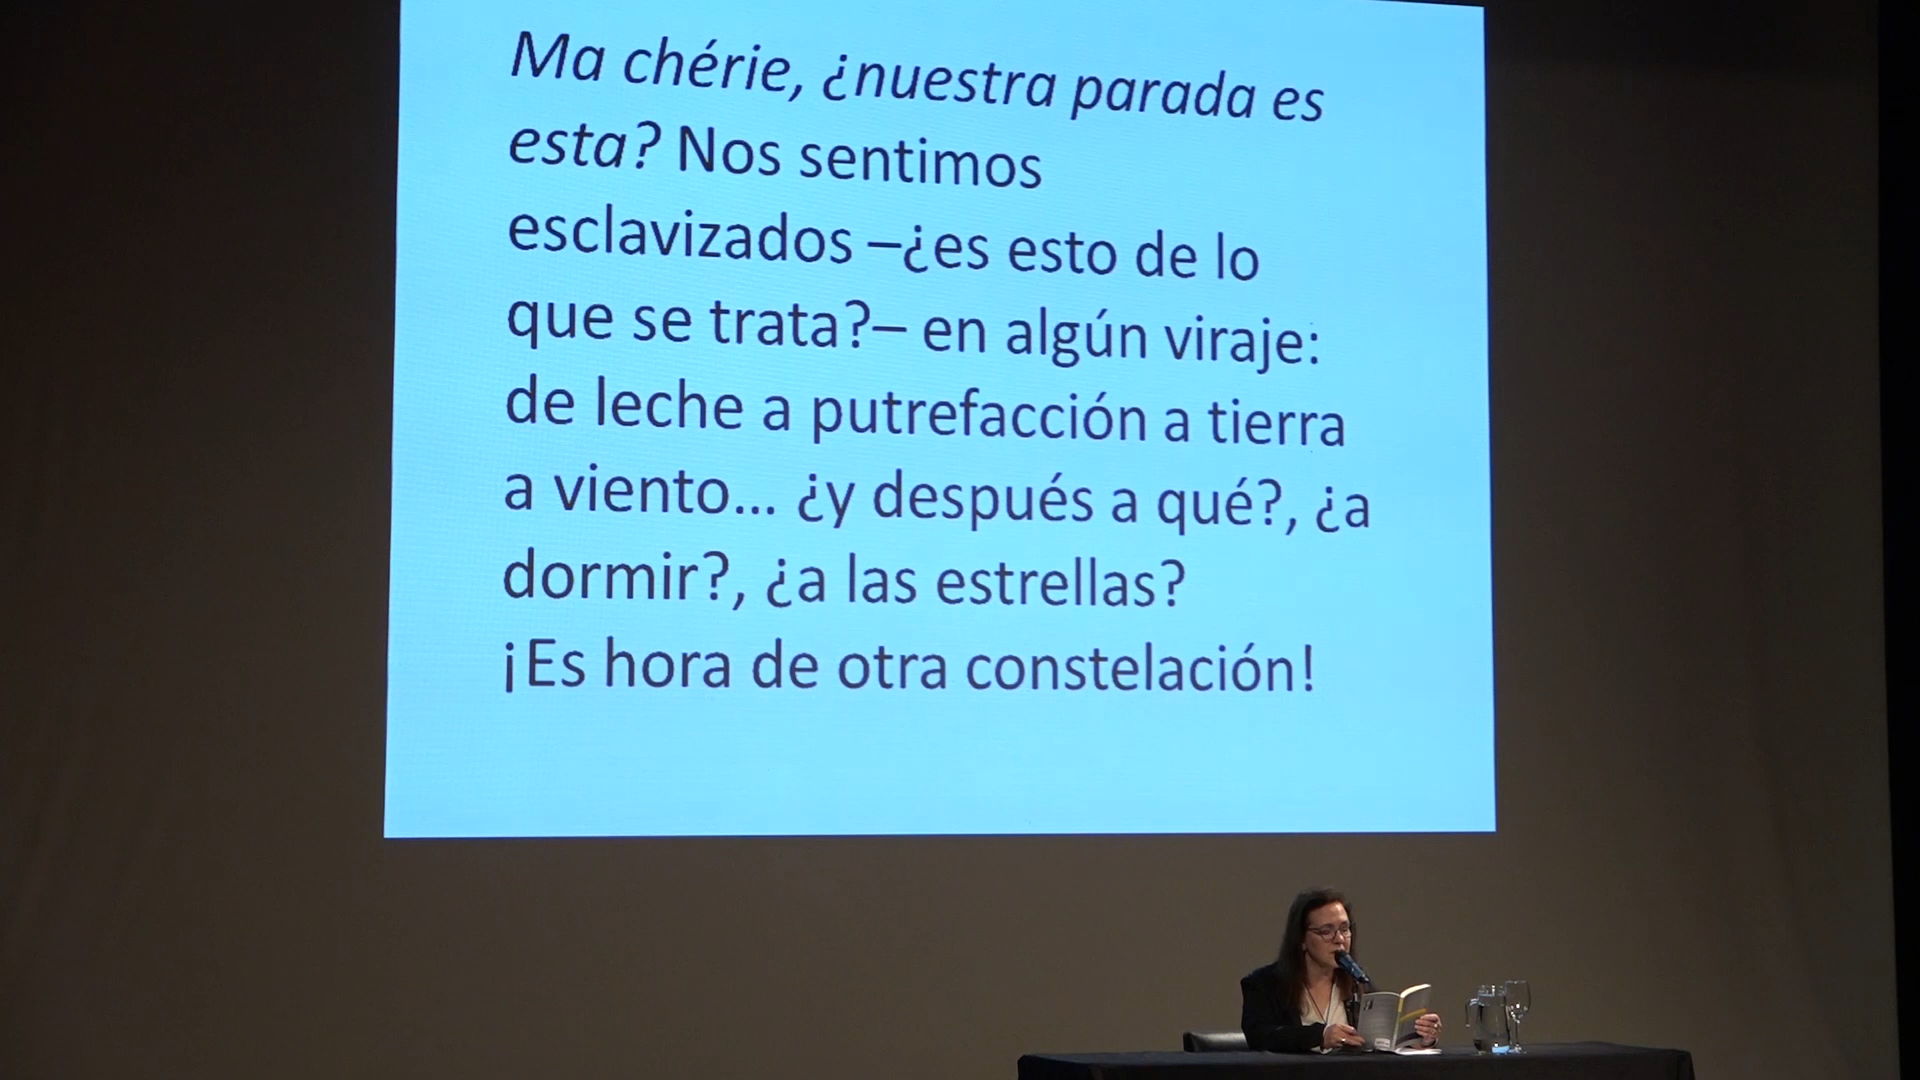 Ma chérie, ¿nuestra parada es
esta? Nos sentimos
esclavizados –¿es esto de lo
que se trata?– en algún viraje:
de leche a putrefacción a tierra
a viento... ¿y después a qué?, ¿a
dormir?, ¿a las estrellas?
¡Es hora de otra constelación!